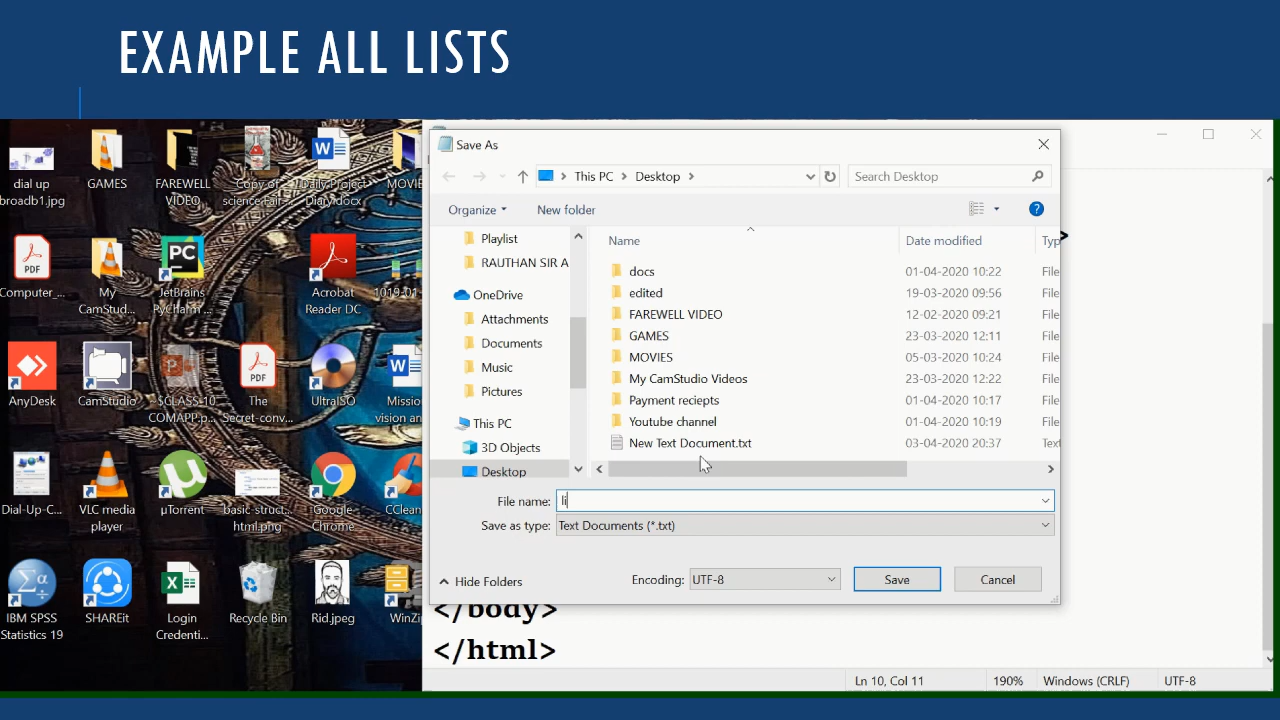 EXAMPLE ALL LISTS
dial up
broadb1.jpg
GAMES
FAREWELL
VIDEO
Copy of
science-Fair-...
Daily Project
Diary.docx
MOVIE
Computer_...
My
CamStud...
JetBrains
PyCharm ...
Acrobat
Reader DC
1019-01-
AnyDesk
CamStudio
$CLASS-10
COMAPP.p...
The
Secret-conv...
UltraISO
Mission
vision an
Dial-Up-C...
VLC media
player
µTorrent
basic-struct...
html.png
Google
Chrome
CClean
IBM SPSS
Statistics 19
SHAREit
Login
Credenti...
Recycle Bin
Rid.jpeg
WinZip
Save As
This PC
Desktop
Search Desktop
Organize
New folder
Playlist
RAUTHAN SIR A
OneDrive
Attachments
Documents
Music
Pictures
This PC
3D Objects
Desktop
Name Date modified Typ
docs 01-04-2020 10:22 File
edited 19-03-2020 09:56 File
FAREWELL VIDEO 12-02-2020 09:21 File
GAMES 23-03-2020 12:11 File
MOVIES 05-03-2020 10:24 File
My CamStudio Videos 23-03-2020 12:22 File
Payment reciepts 01-04-2020 10:17 File
Youtube channel 01-04-2020 10:19 File
New Text Document.txt 03-04-2020 20:37 Text
File name: li
Save as type: Text Documents (*.txt)
Hide Folders
Encoding: UTF-8
Save
Cancel
</body>
</html>
Ln 10, Col 11 190% Windows (CRLF) UTF-8